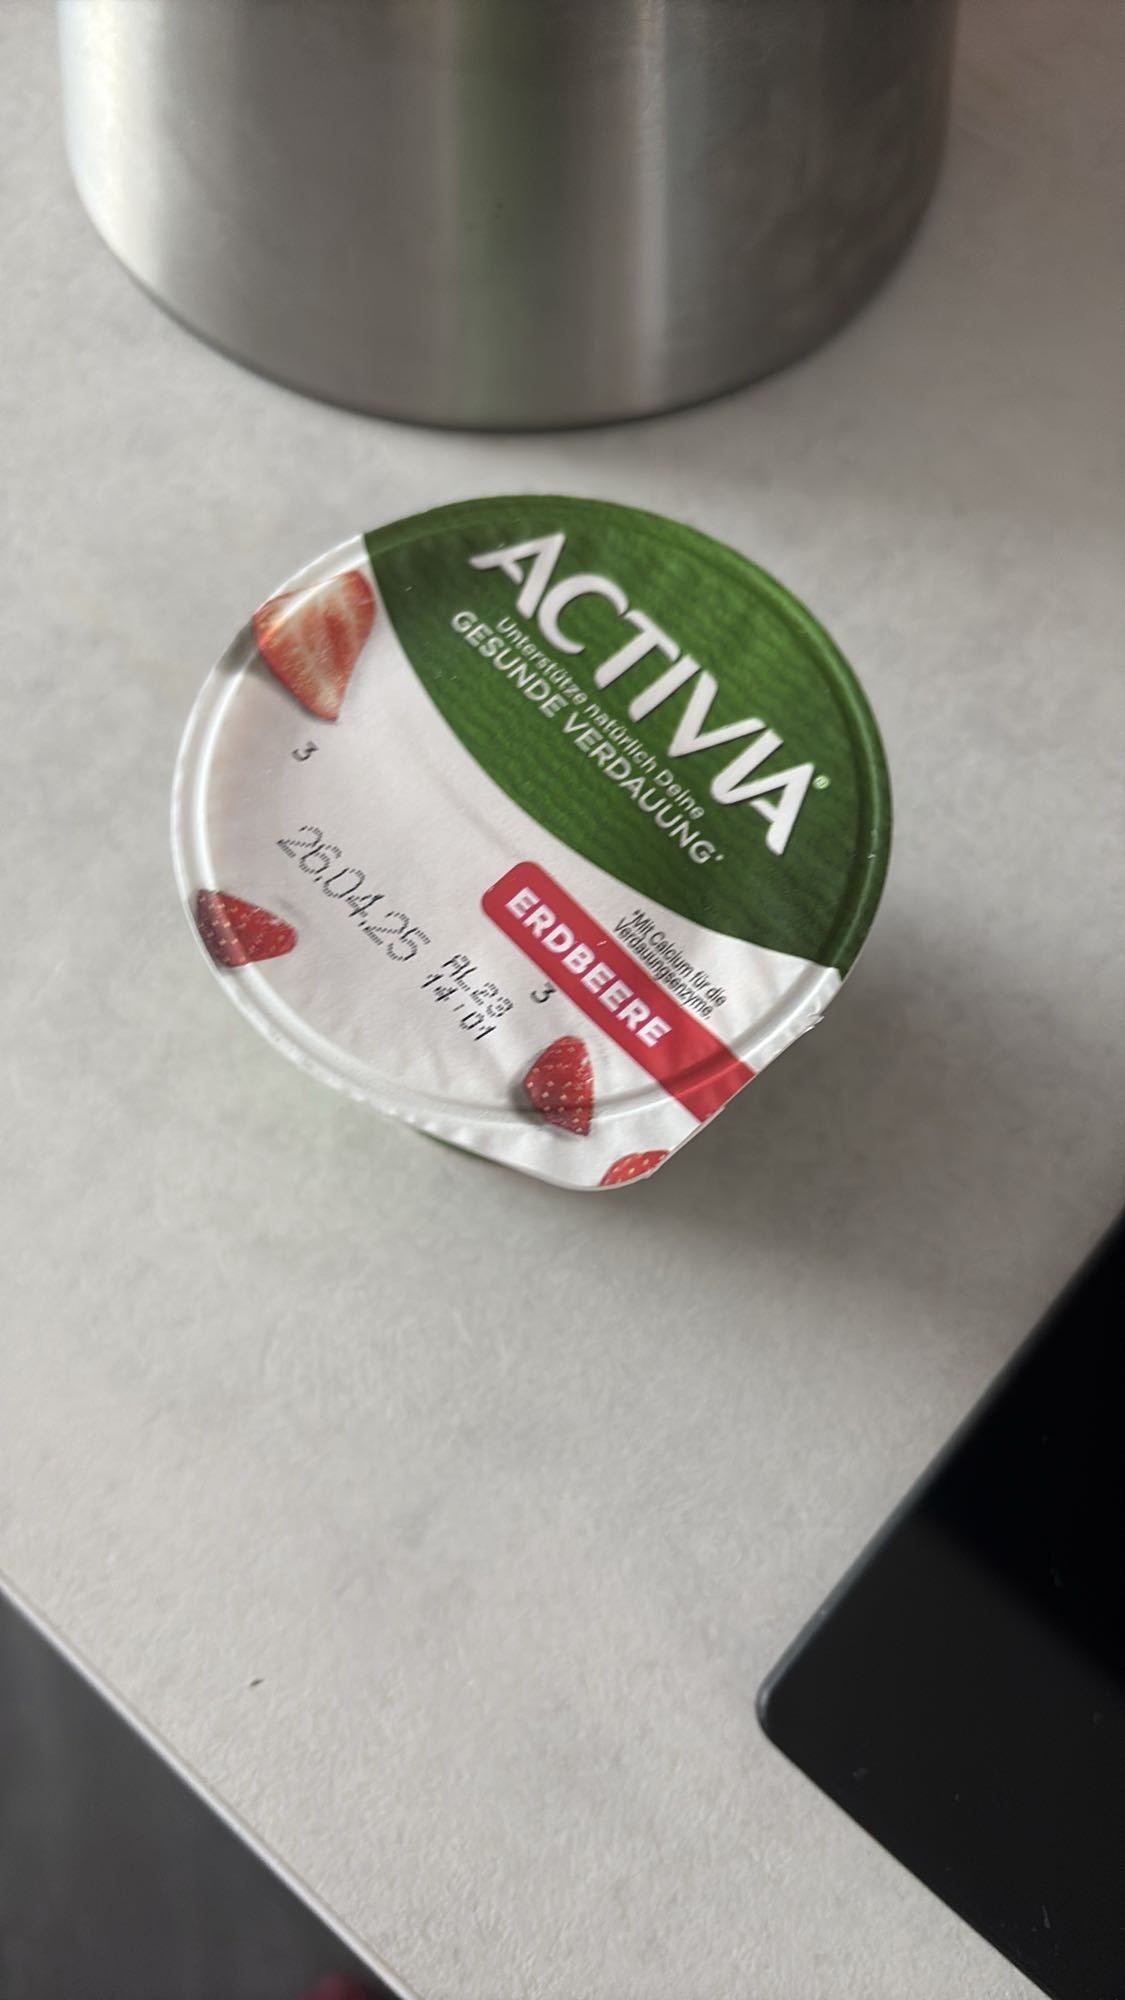 ACTIVIA®
Unterstütze natürlich Deine
GESUNDE VERDAUUNG*
*Mit Calcium für die
Verdauungsenzyme.
ERDBEERE
3
26.04.25
AL23
14:01
3